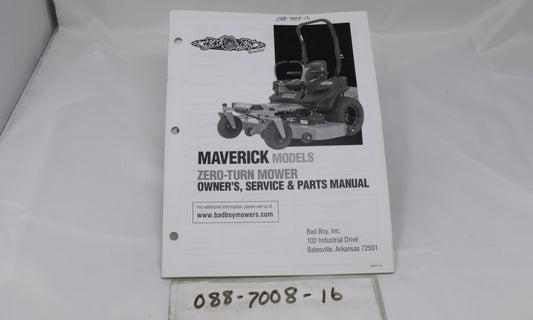 088-7008-16
MAVERICK MODELS
ZERO-TURN MOWER
OWNER'S, SERVICE & PARTS MANUAL
For additional information, please see us at
www.badboymowers.com
Bad Boy, Inc.
102 Industrial Drive
Batesville, Arkansas 72501
088-7008-16